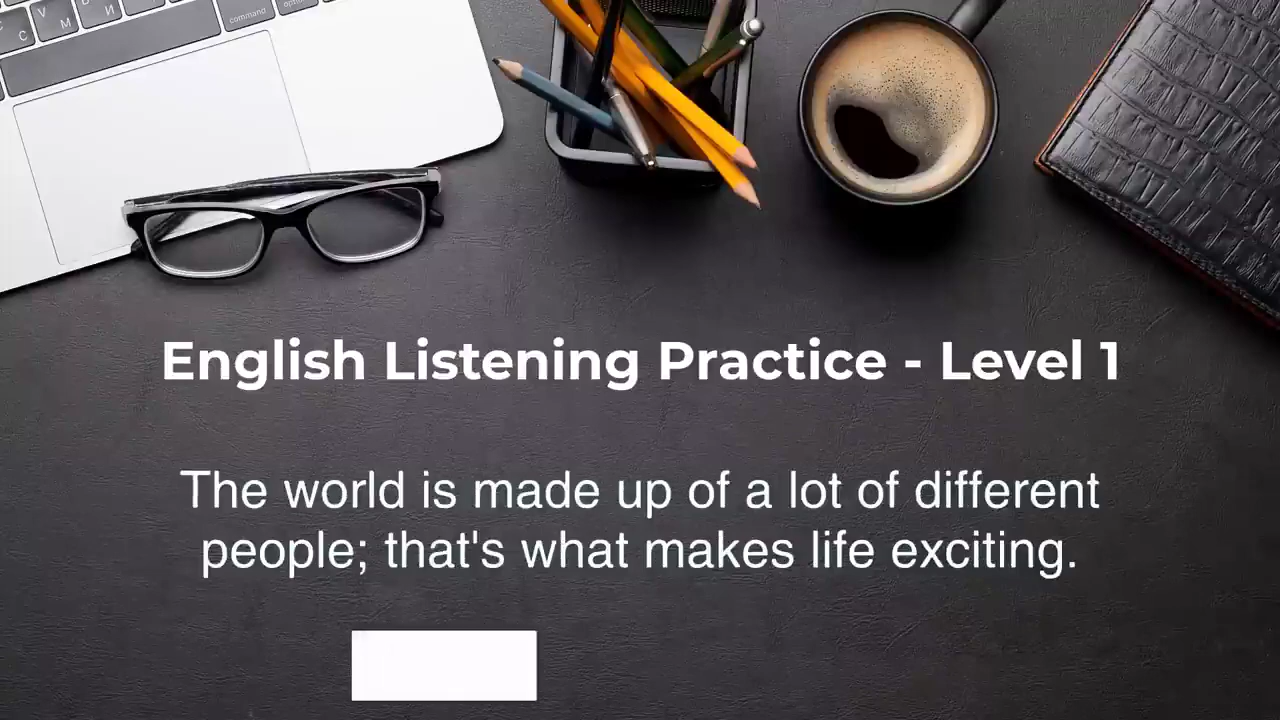 English Listening Practice - Level 1
The world is made up of a lot of different
people; that's what makes life exciting.
command